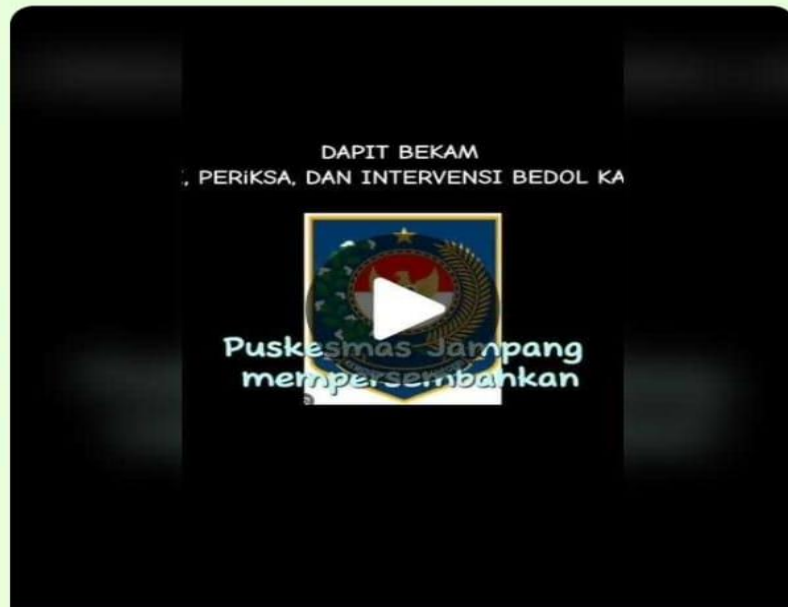 DAPIT BEKAM
, PERiKSA, DAN INTERVENSI BEDOL KA
Puskesmas Jampang
mempersembahkan